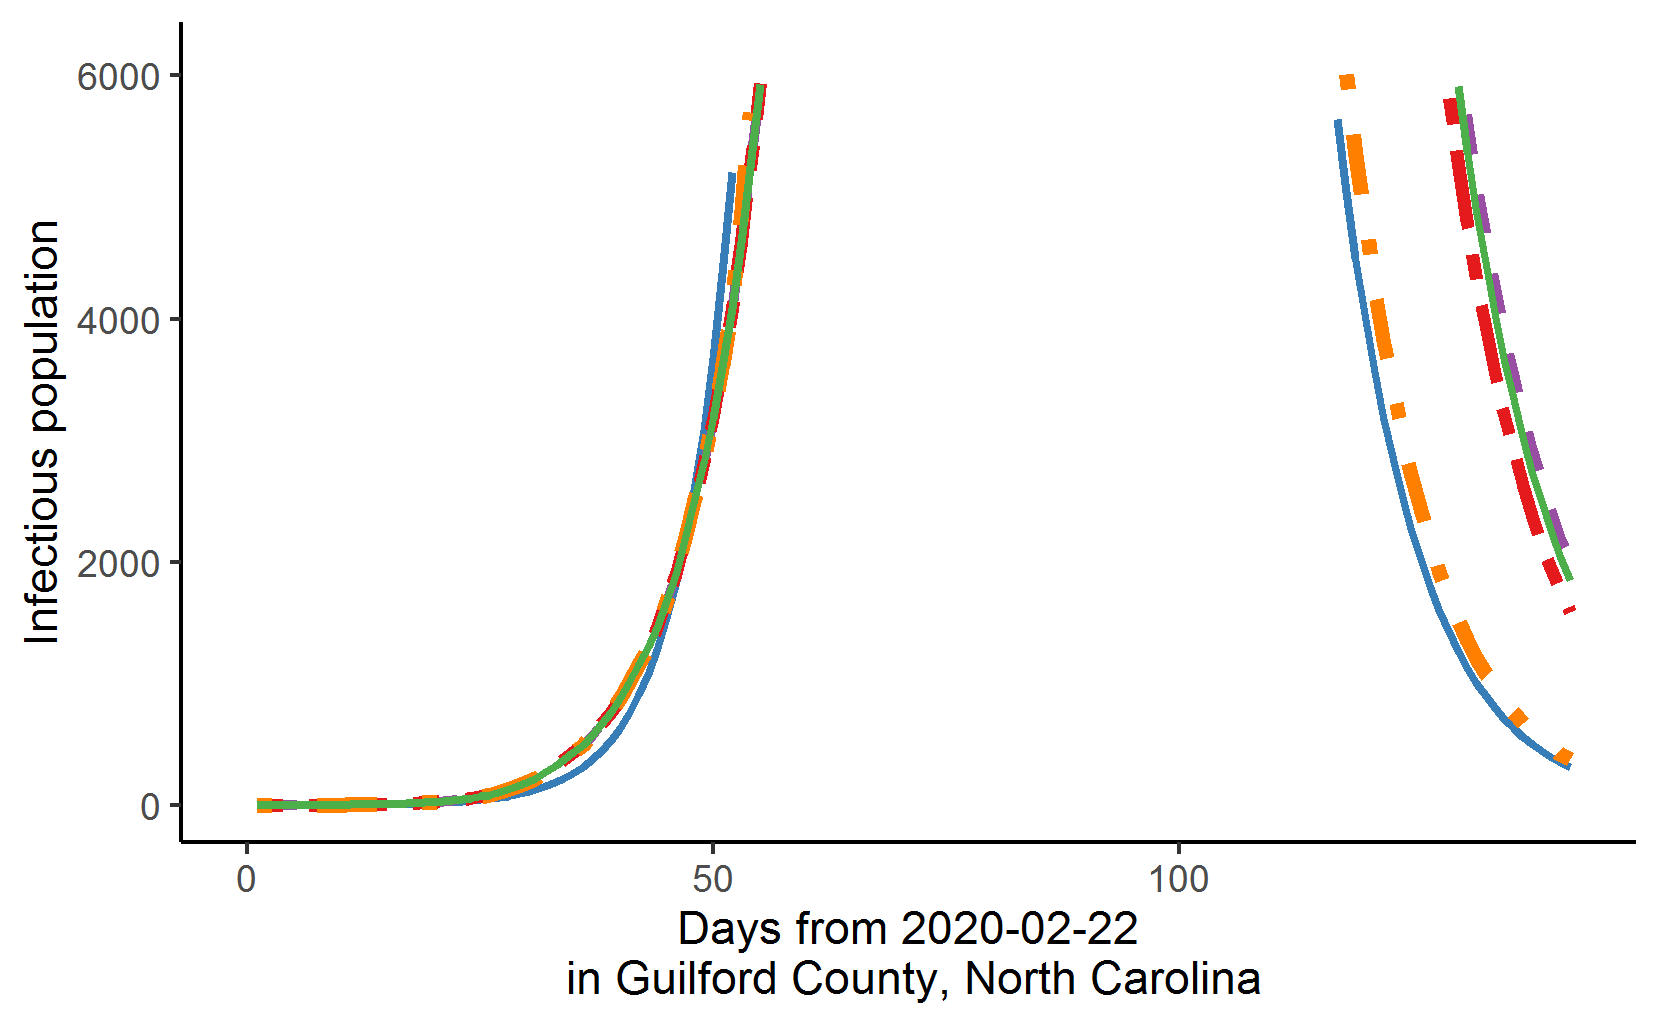 6000
4000
2000
0
Infectious population
0 50 100
Days from 2020-02-22
in Guilford County, North Carolina